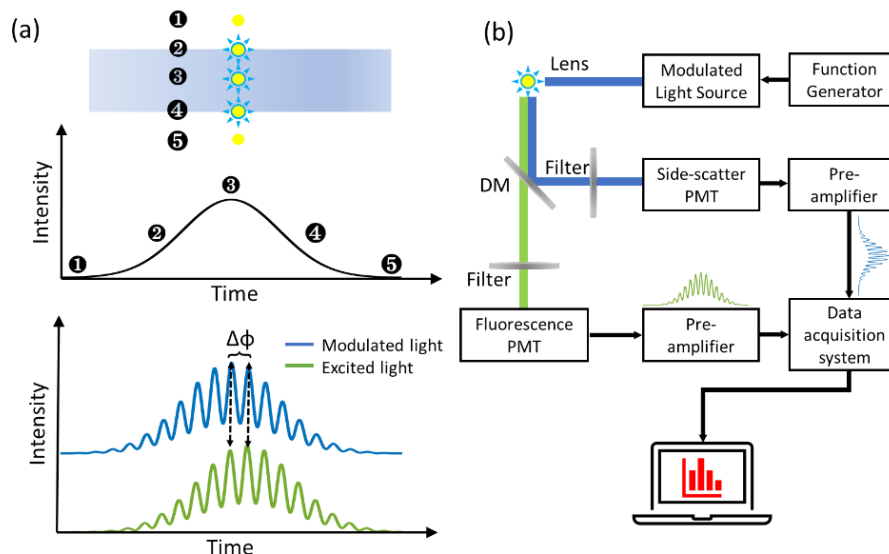 (a)
❶
❷
❸
❹
❺
Intensity
❶
❷
❸
❹
❺
Time
Δϕ
Modulated light
Excited light
Intensity
Time
(b)
Lens
Modulated
Light Source
Function
Generator
DM
Filter
Side-scatter
PMT
Pre-
amplifier
Filter
Fluorescence
PMT
Pre-
amplifier
Data
acquisition
system